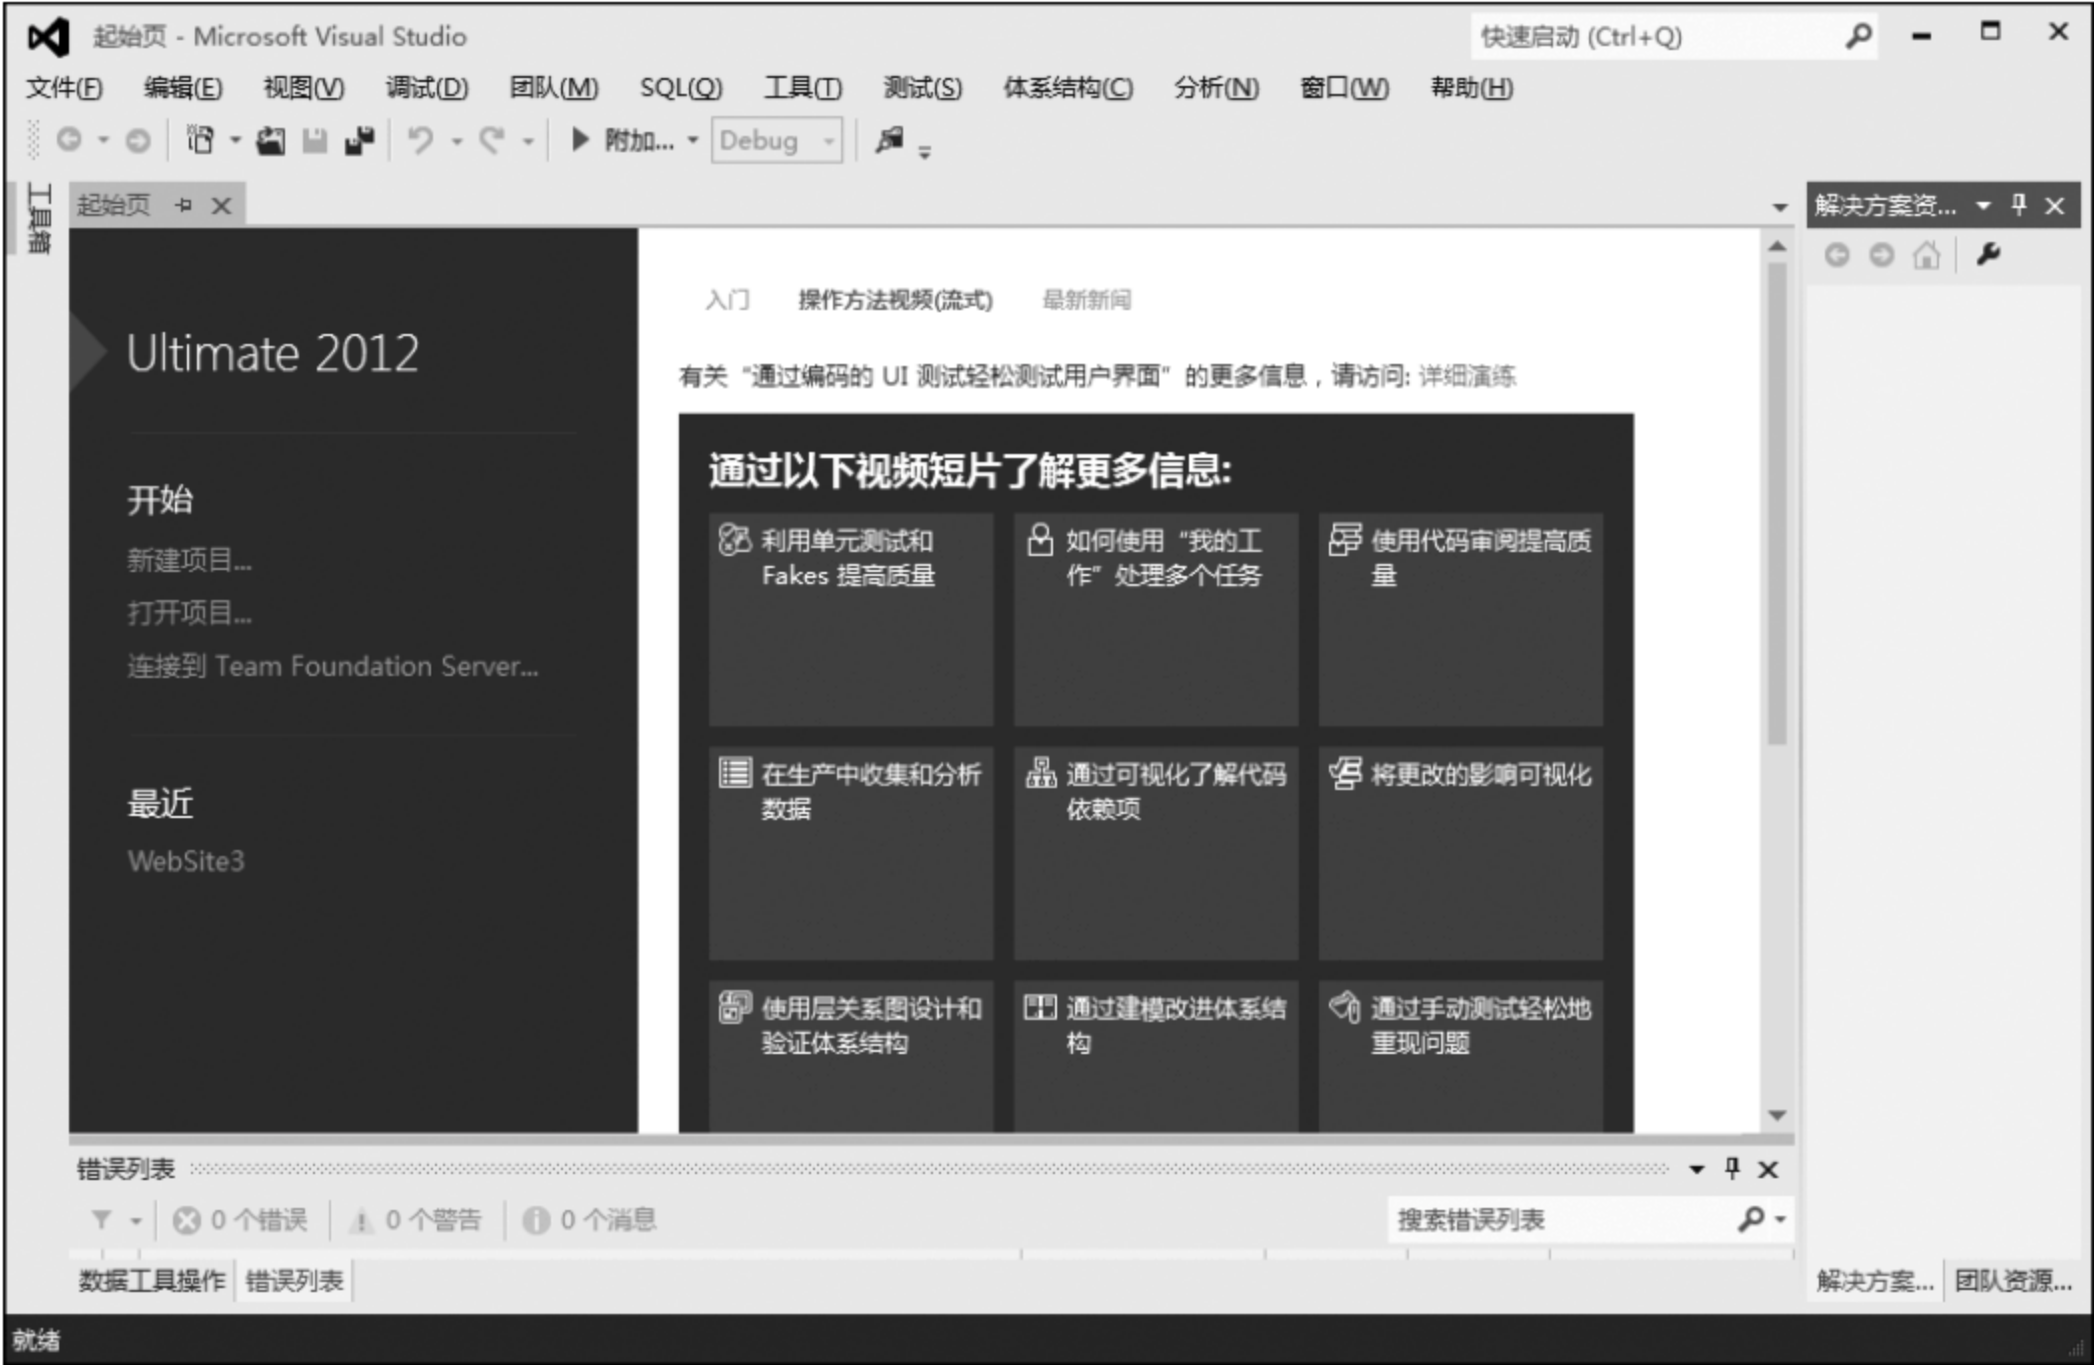 起始页 - Microsoft Visual Studio
快速启动 (Ctrl+Q)
文件(F) 编辑(E) 视图(V) 调试(D) 团队(M) SQL(Q) 工具(T) 测试(S) 体系结构(C) 分析(N) 窗口(W) 帮助(H)
附加... Debug
工具箱
起始页
解决方案资...
Ultimate 2012
开始
新建项目...
打开项目...
连接到 Team Foundation Server...
最近
WebSite3
入门 操作方法视频(流式) 最新新闻
有关“通过编码的 UI 测试轻松测试用户界面”的更多信息，请访问: 详细演练
通过以下视频短片了解更多信息:
利用单元测试和
Fakes 提高质量
如何使用“我的工
作”处理多个任务
使用代码审阅提高质
量
在生产中收集和分析
数据
通过可视化了解代码
依赖项
将更改的影响可视化
使用层关系图设计和
验证体系结构
通过建模改进体系结
构
通过手动测试轻松地
重现问题
错误列表
0 个错误 0 个警告 0 个消息
搜索错误列表
数据工具操作 错误列表
解决方案... 团队资源...
就绪